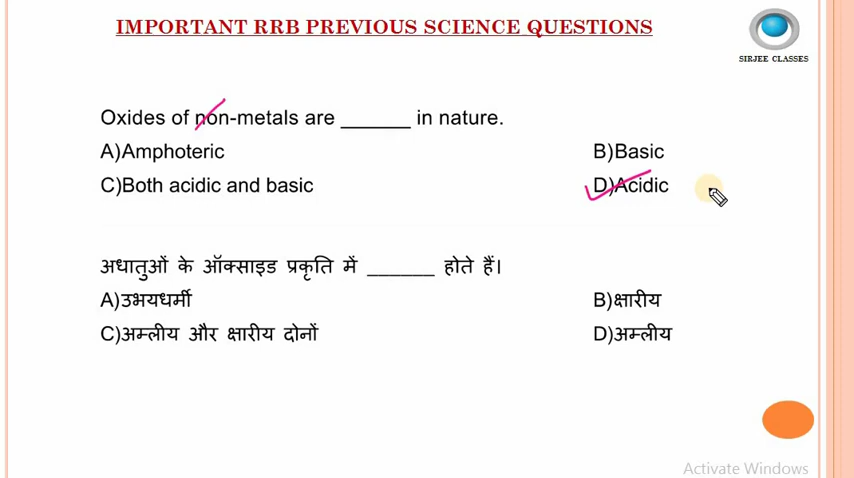 IMPORTANT RRB PREVIOUS SCIENCE QUESTIONS
SIRJEE CLASSES
Oxides of non-metals are ______ in nature.
A)Amphoteric B)Basic
C)Both acidic and basic D)Acidic
अधातुओं के ऑक्साइड प्रकृति में ______ होते हैं।
A)उभयधर्मी B)क्षारीय
C)अम्लीय और क्षारीय दोनों D)अम्लीय
Activate Windows